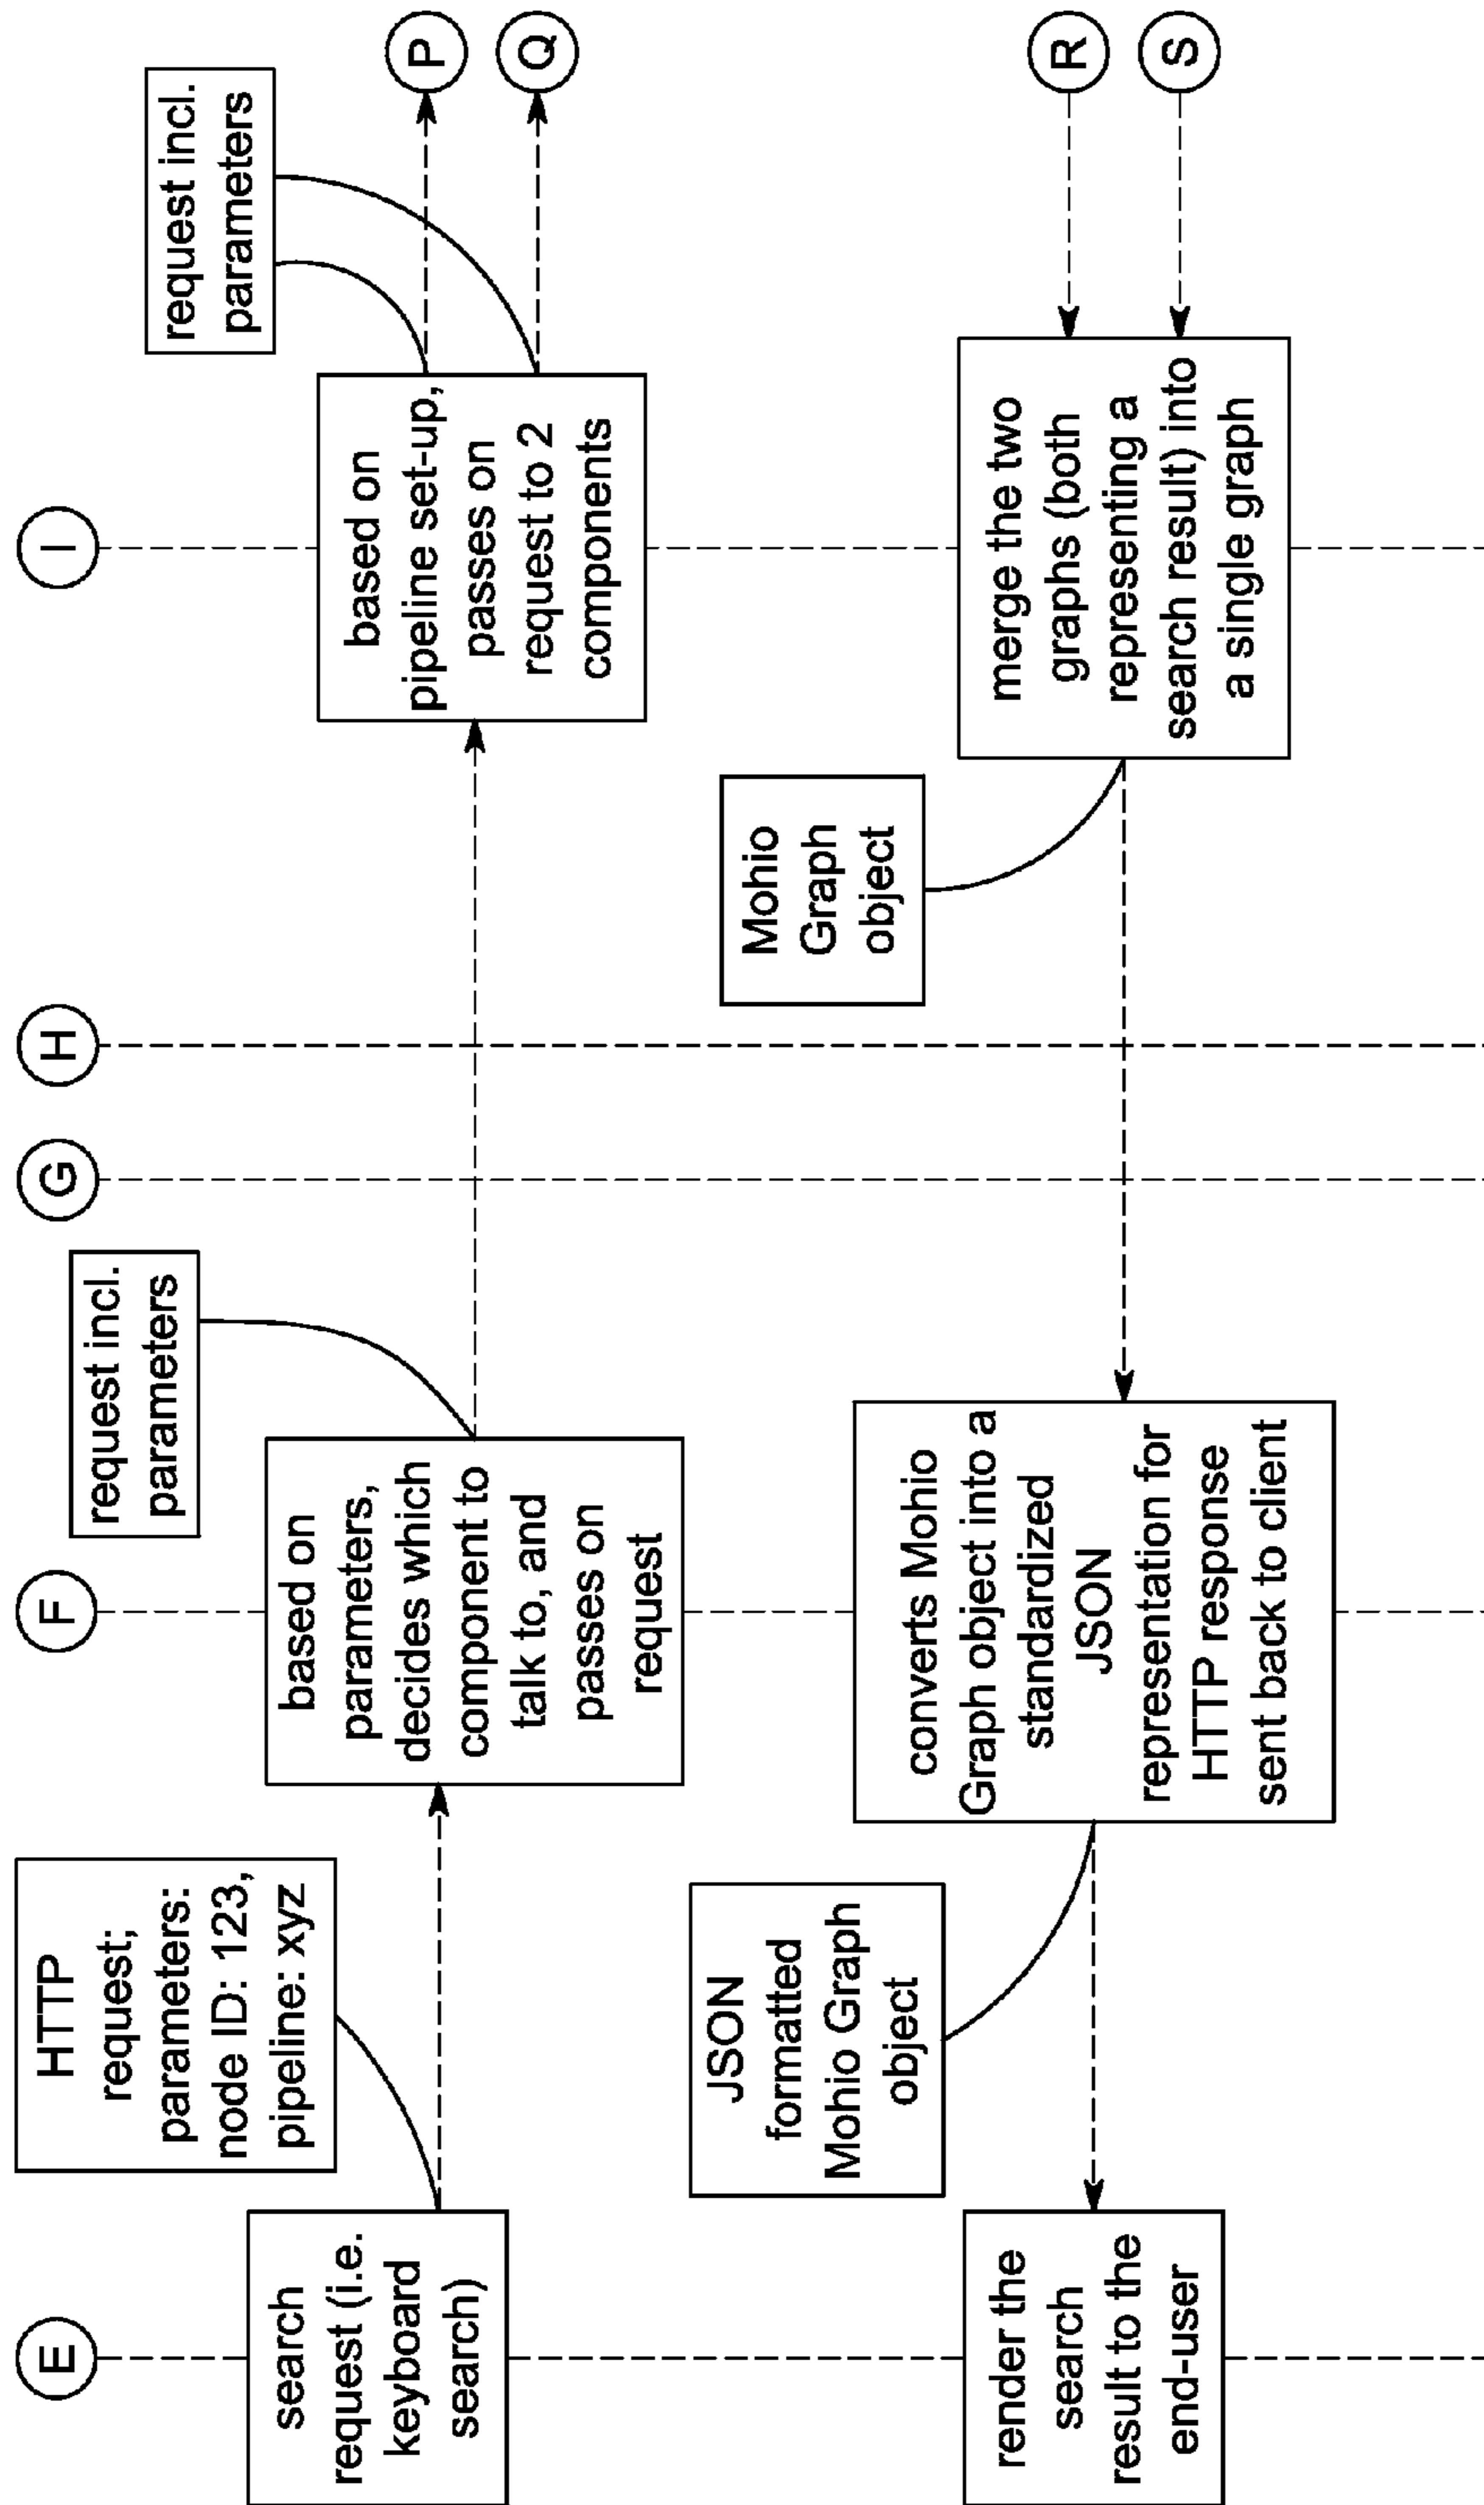 E
F
G
H
I
HTTP
request;
parameters:
node ID: 123,
pipeline: xyz
request incl.
parameters
request incl.
parameters
search
request (i.e.
keyboard
search)
based on
parameters,
decides which
component to
talk to, and
passes on
request
based on
pipeline set-up,
passes on
request to 2
components
P
Q
JSON
formatted
Mohio Graph
object
Mohio
Graph
object
render the
search
result to the
end-user
converts Mohio
Graph object into a
standardized
JSON
representation for
HTTP response
sent back to client
merge the two
graphs (both
representing a
search result) into
a single graph
R
S